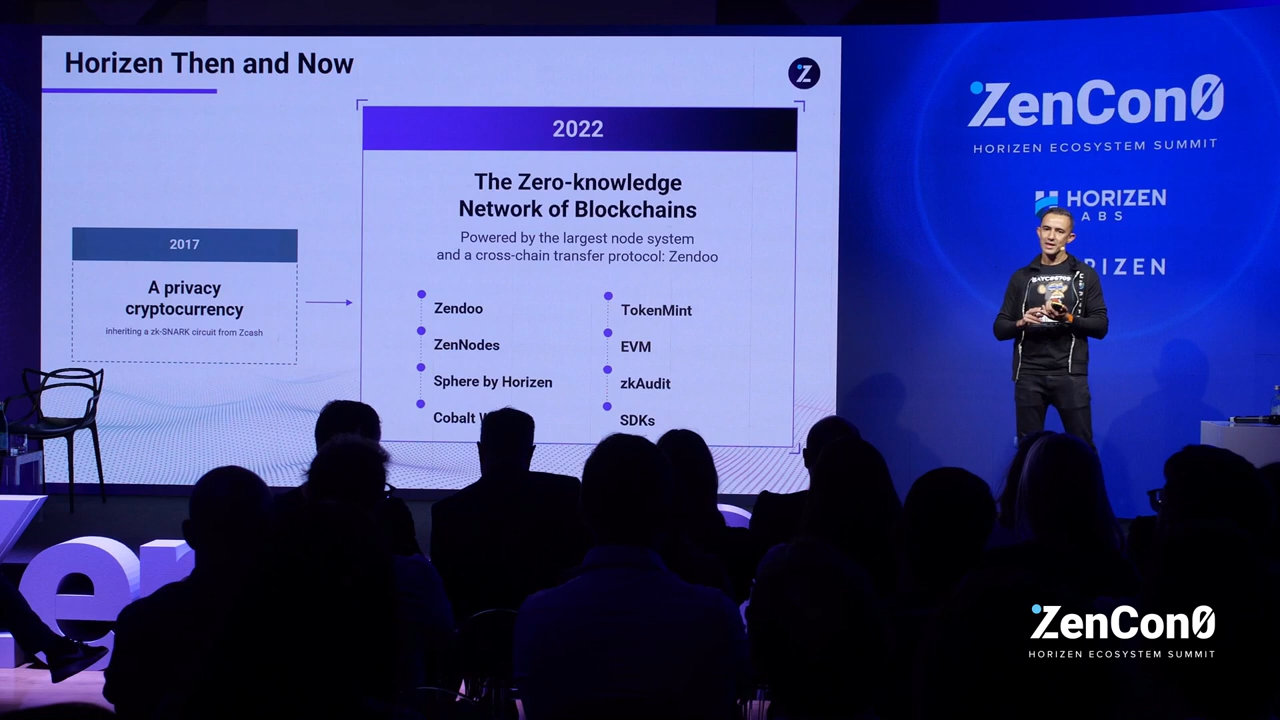 Horizen Then and Now
2017
A privacy
cryptocurrency
inheriting a zk-SNARK circuit from Zcash
2022
The Zero-knowledge
Network of Blockchains
Powered by the largest node system
and a cross-chain transfer protocol: Zendoo
Zendoo
ZenNodes
Sphere by Horizen
Cobalt
TokenMint
EVM
zkAudit
SDKs
ZenCon0
HORIZEN ECOSYSTEM SUMMIT
HORIZEN
LABS
RIZEN
ZenCon0
HORIZEN ECOSYSTEM SUMMIT